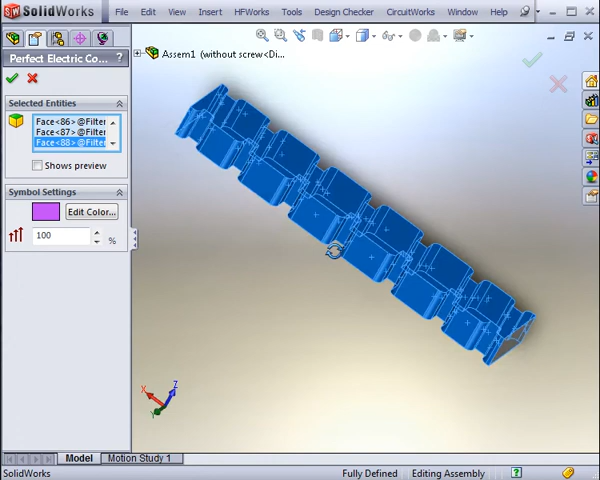 SolidWorks File Edit View Insert HFWorks Tools Design Checker CircuitWorks Window Help
Perfect Electric Co... ?
Assem1 (without screw<Di...
Selected Entities
Face<86> @Filter
Face<87> @Filter
Face<88> @Filter
Shows preview
Symbol Settings
Edit Color...
100 %
X Z Y
Model Motion Study 1
SolidWorks Fully Defined Editing Assembly ?